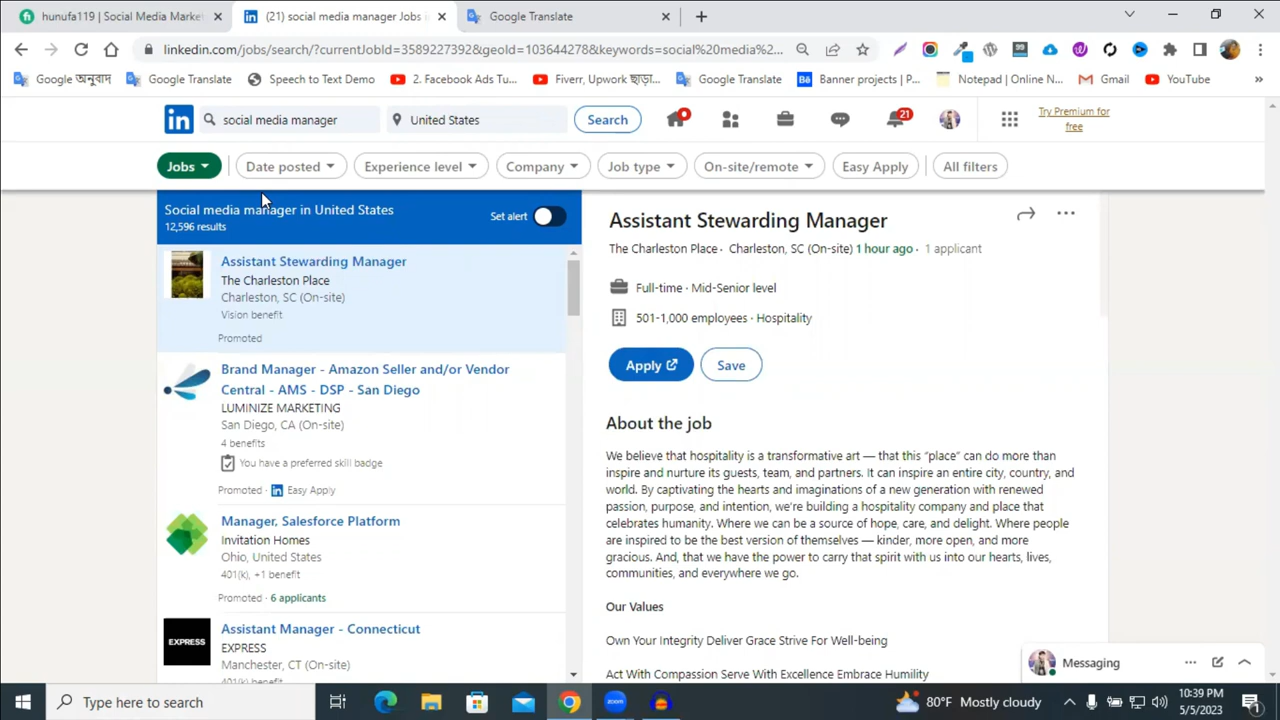 hunufa119 | Social Media Market
(21) social media manager Jobs i
Google Translate
linkedin.com/jobs/search/?currentJobId=3589227392&geoId=103644278&keywords=social%20media%2...
Google অনুবাদ
Google Translate
Speech to Text Demo
2. Facebook Ads Tu...
Fiverr, Upwork ছাড়া...
Google Translate
Banner projects | P...
Notepad | Online N...
Gmail
YouTube
in
social media manager
United States
Search
21
Try Premium for
free
Jobs
Date posted
Experience level
Company
Job type
On-site/remote
Easy Apply
All filters
Social media manager in United States
12,596 results
Set alert
Assistant Stewarding Manager
The Charleston Place
Charleston, SC (On-site)
Vision benefit
Promoted
Brand Manager - Amazon Seller and/or Vendor
Central - AMS - DSP - San Diego
LUMINIZE MARKETING
San Diego, CA (On-site)
4 benefits
You have a preferred skill badge
Promoted · in Easy Apply
Manager, Salesforce Platform
Invitation Homes
Ohio, United States
401(k), +1 benefit
Promoted · 6 applicants
EXPRESS
Assistant Manager - Connecticut
EXPRESS
Manchester, CT (On-site)
401(k), +1 benefit
Assistant Stewarding Manager
The Charleston Place · Charleston, SC (On-site) 1 hour ago · 1 applicant
Full-time · Mid-Senior level
501-1,000 employees · Hospitality
Apply
Save
About the job
We believe that hospitality is a transformative art — that this “place” can do more than
inspire and nurture its guests, team, and partners. It can inspire an entire city, country, and
world. By captivating the hearts and imaginations of a new generation with renewed
passion, purpose, and intention, we're building a hospitality company and place that
celebrates humanity. Where we can be a source of hope, care, and delight. Where people
are inspired to be the best version of themselves — kinder, more open, and more
gracious. And, that we have the power to carry that spirit with us into our hearts, lives,
communities, and everywhere we go.
Our Values
Own Your Integrity Deliver Grace Strive For Well-being
Act With Compassion Serve With Excellence Embrace Humility
Messaging
Type here to search
zoom
80°F Mostly cloudy
10:39 PM
5/5/2023
1